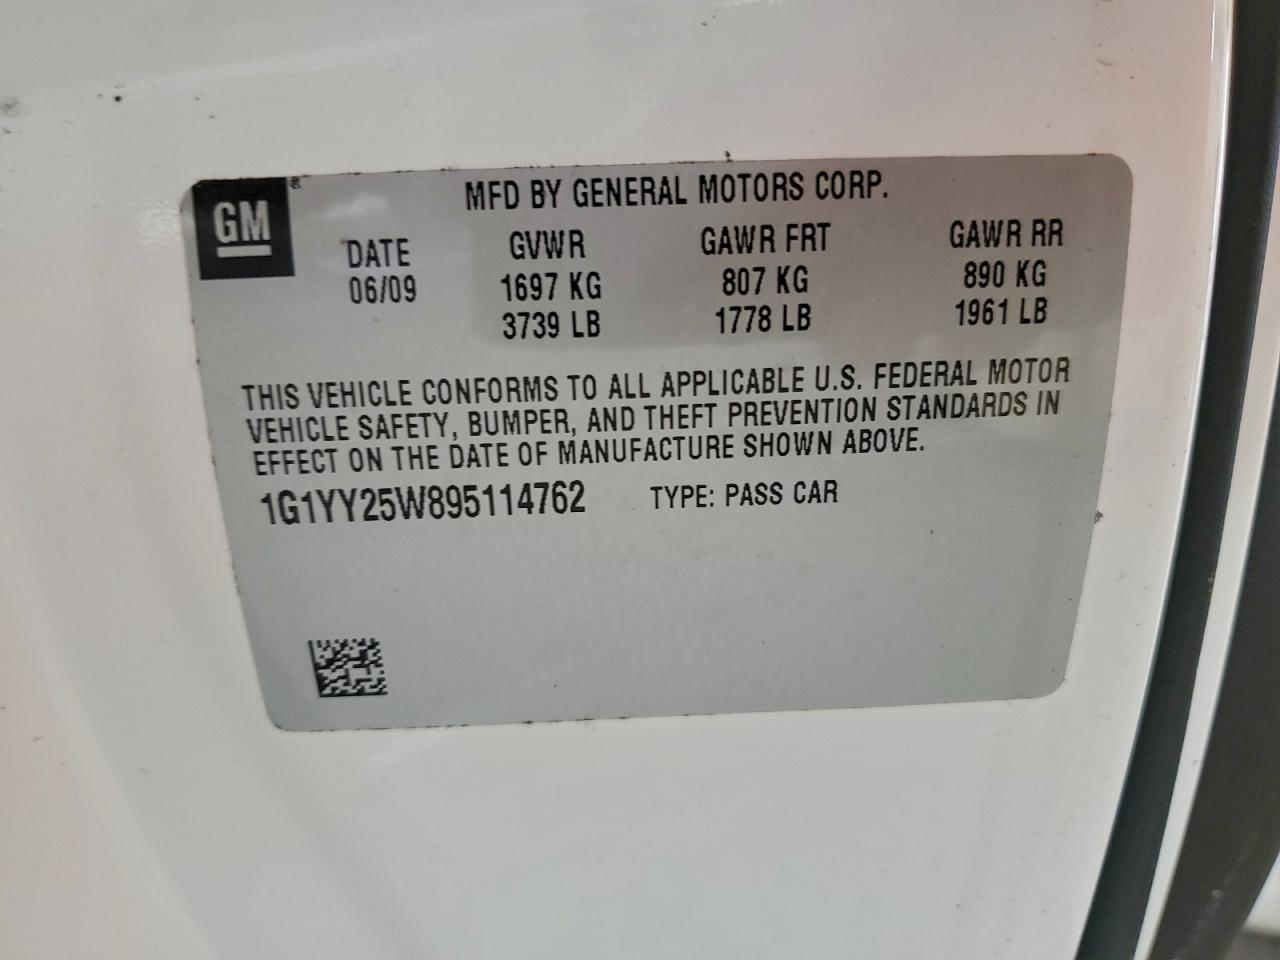 GM®
MFD BY GENERAL MOTORS CORP.
DATE GVWR GAWR FRT GAWR RR
06/09 1697 KG 807 KG 890 KG
3739 LB 1778 LB 1961 LB
THIS VEHICLE CONFORMS TO ALL APPLICABLE U.S. FEDERAL MOTOR
VEHICLE SAFETY, BUMPER, AND THEFT PREVENTION STANDARDS IN
EFFECT ON THE DATE OF MANUFACTURE SHOWN ABOVE.
1G1YY25W895114762 TYPE: PASS CAR